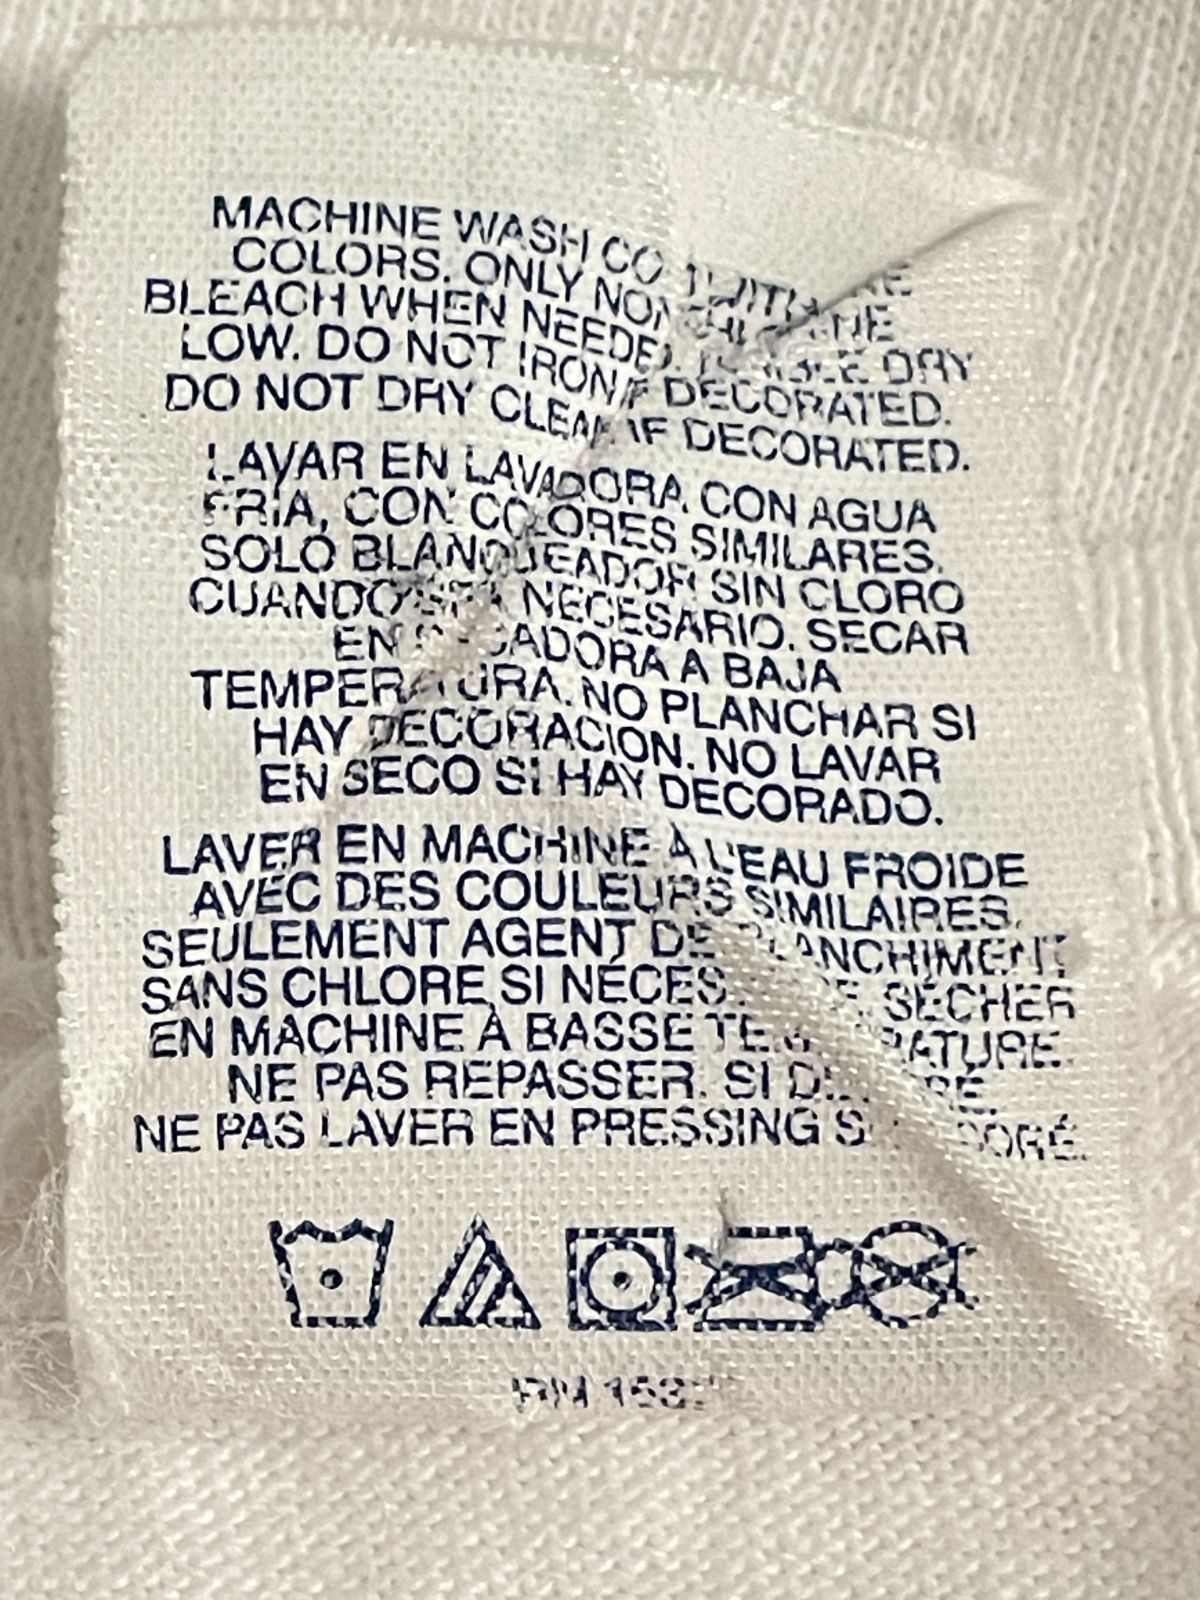 MACHINE WASH WITH
COLORS. ONLY NON
BLEACH WHEN NEEDED. DRY
LOW. DO NOT IRON IF DECORATED.
DO NOT DRY CLEAN IF DECORATED.
LAVAR EN LAVADORA CON AGUA
FRIA, CON COLORES SIMILARES.
SOLO BLANQUEADOR SIN CLORO
CUANDO SEA NECESARIO. SECAR
EN SECADORA A BAJA
TEMPERATURA. NO PLANCHAR SI
HAY DECORACION. NO LAVAR
EN SECO SI HAY DECORADO.
LAVER EN MACHINE À L'EAU FROIDE
AVEC DES COULEURS SIMILAIRES.
SEULEMENT AGENT DE BLANCHIMENT
SANS CHLORE SI SÉCHER
EN MACHINE À BASSE TEMPÉRATURE.
NE PAS REPASSER. SI
NE PAS LAVER EN PRESSING
RN